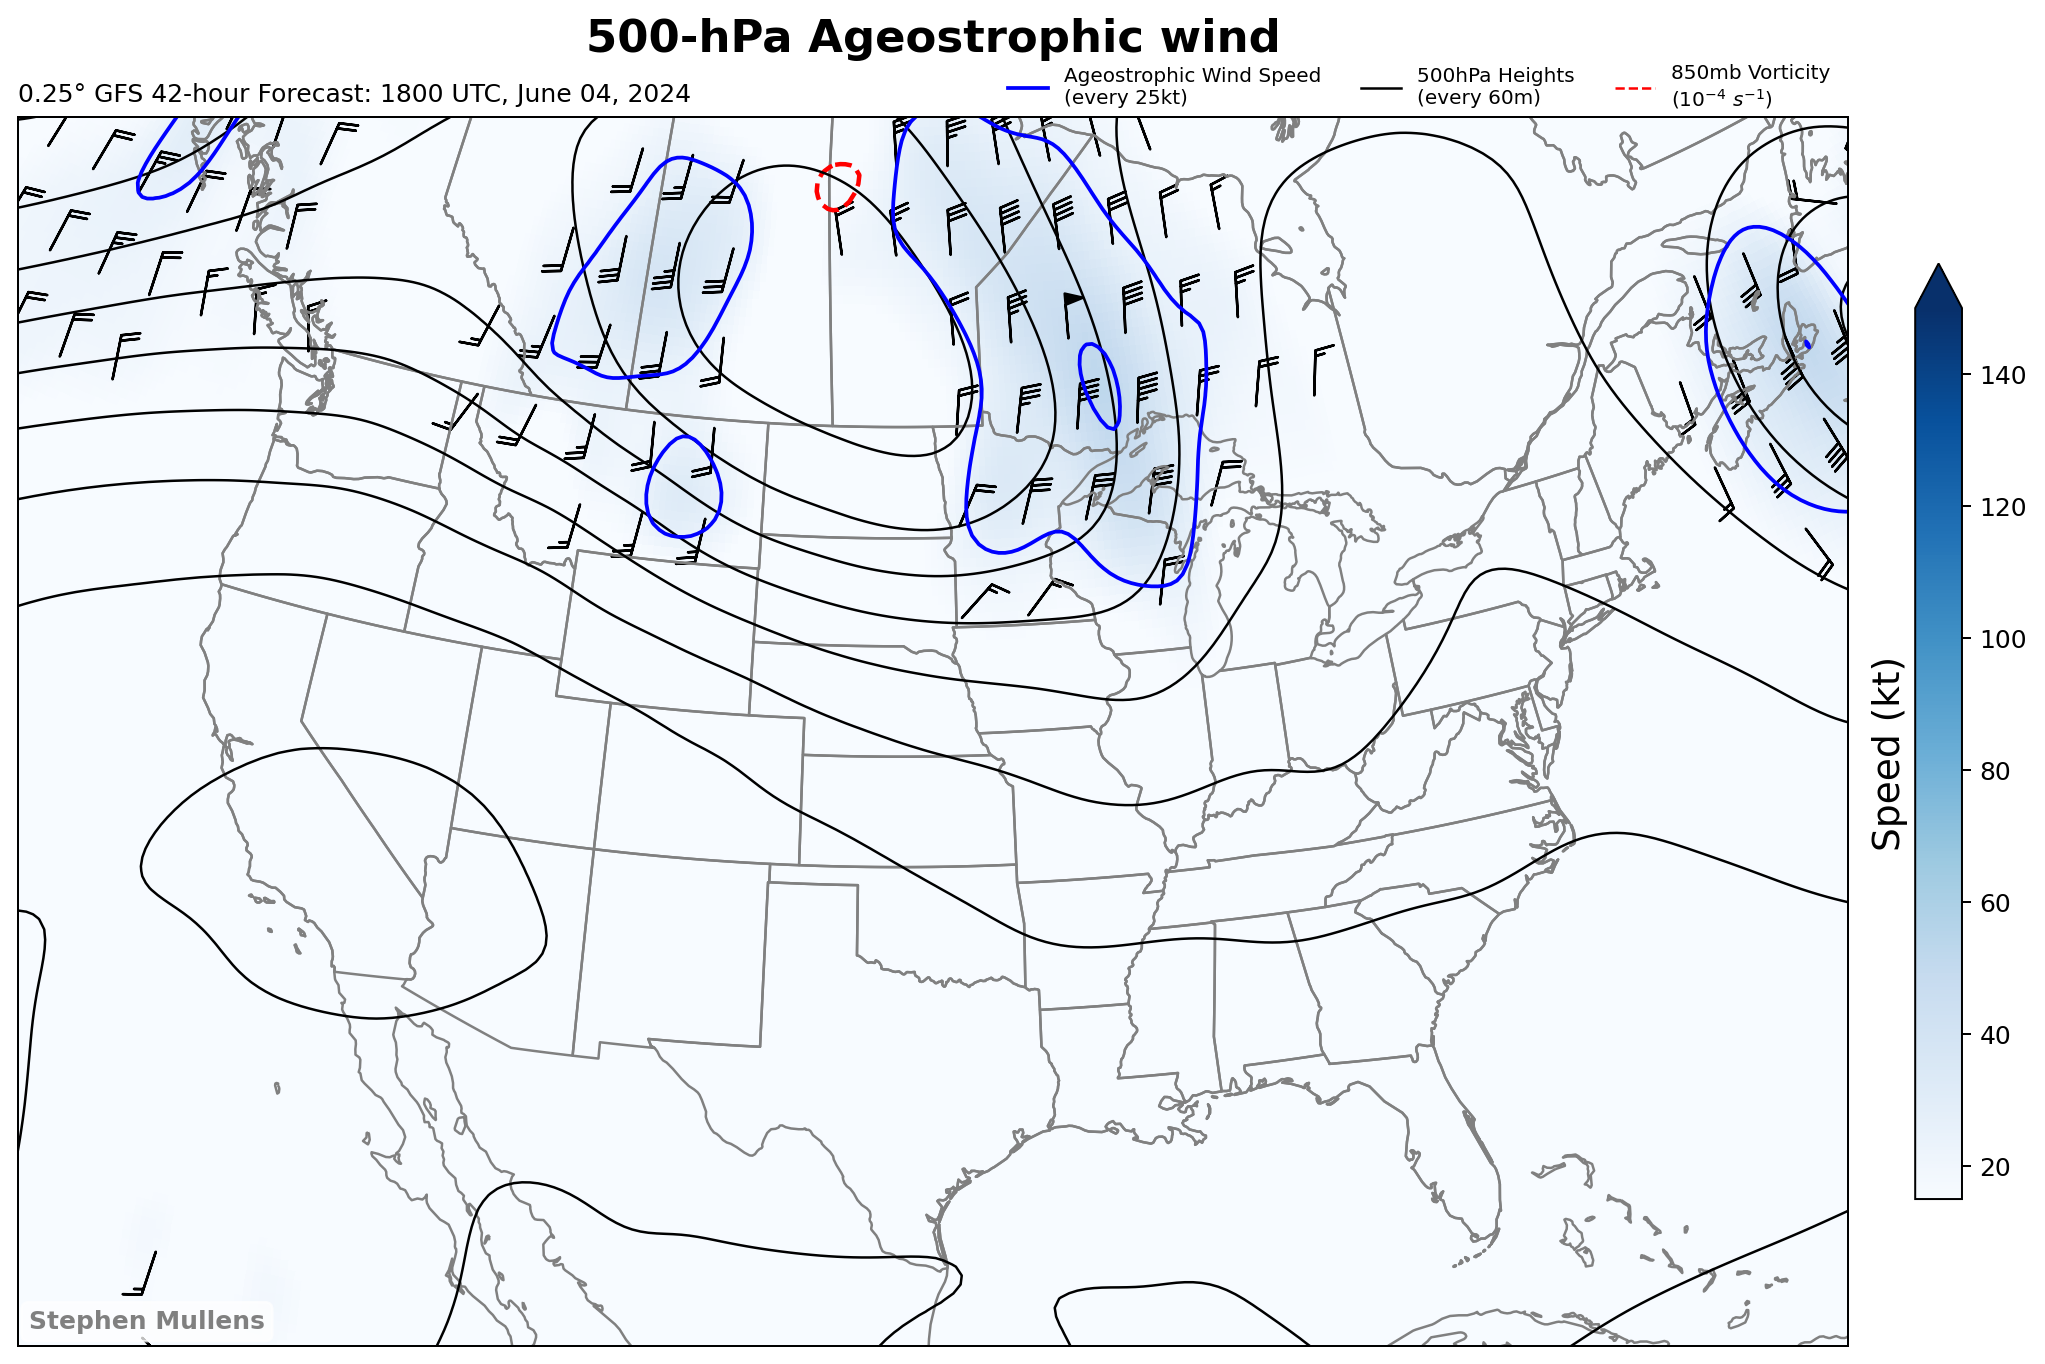 500-hPa Ageostrophic wind
0.25° GFS 42-hour Forecast: 1800 UTC, June 04, 2024
Ageostrophic Wind Speed
(every 25kt)
500hPa Heights
(every 60m)
850mb Vorticity
(10⁻⁴ s⁻¹)
140
120
100
80
60
40
20
Speed (kt)
Stephen Mullens